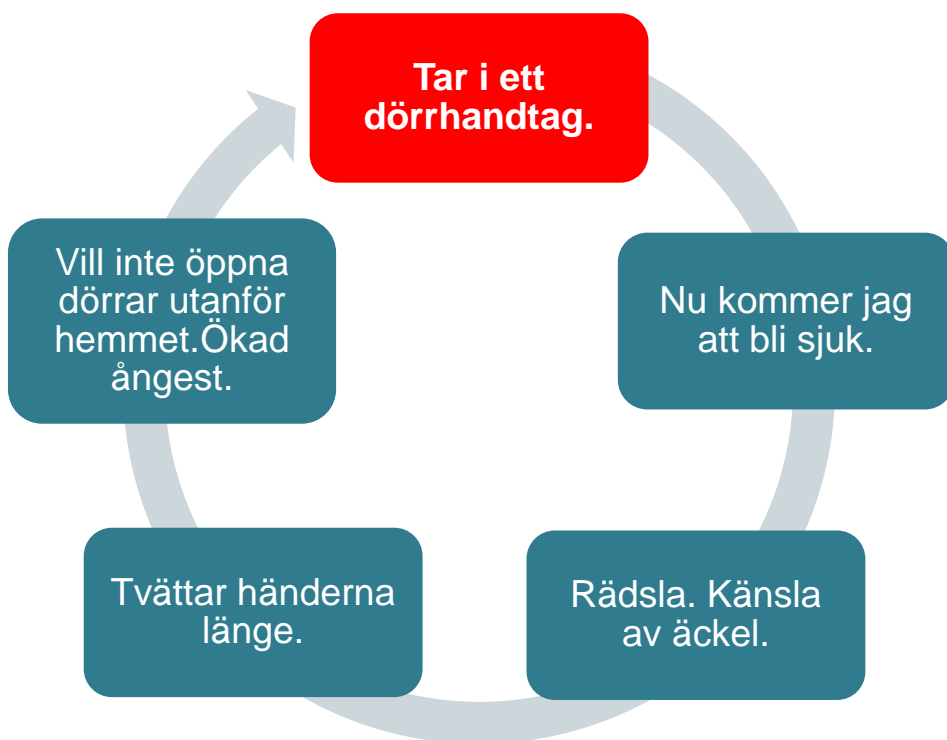 Tar i ett
dörrhandtag.
Nu kommer jag
att bli sjuk.
Rädsla. Känsla
av äckel.
Tvättar händerna
länge.
Vill inte öppna
dörrar utanför
hemmet.Ökad
ångest.